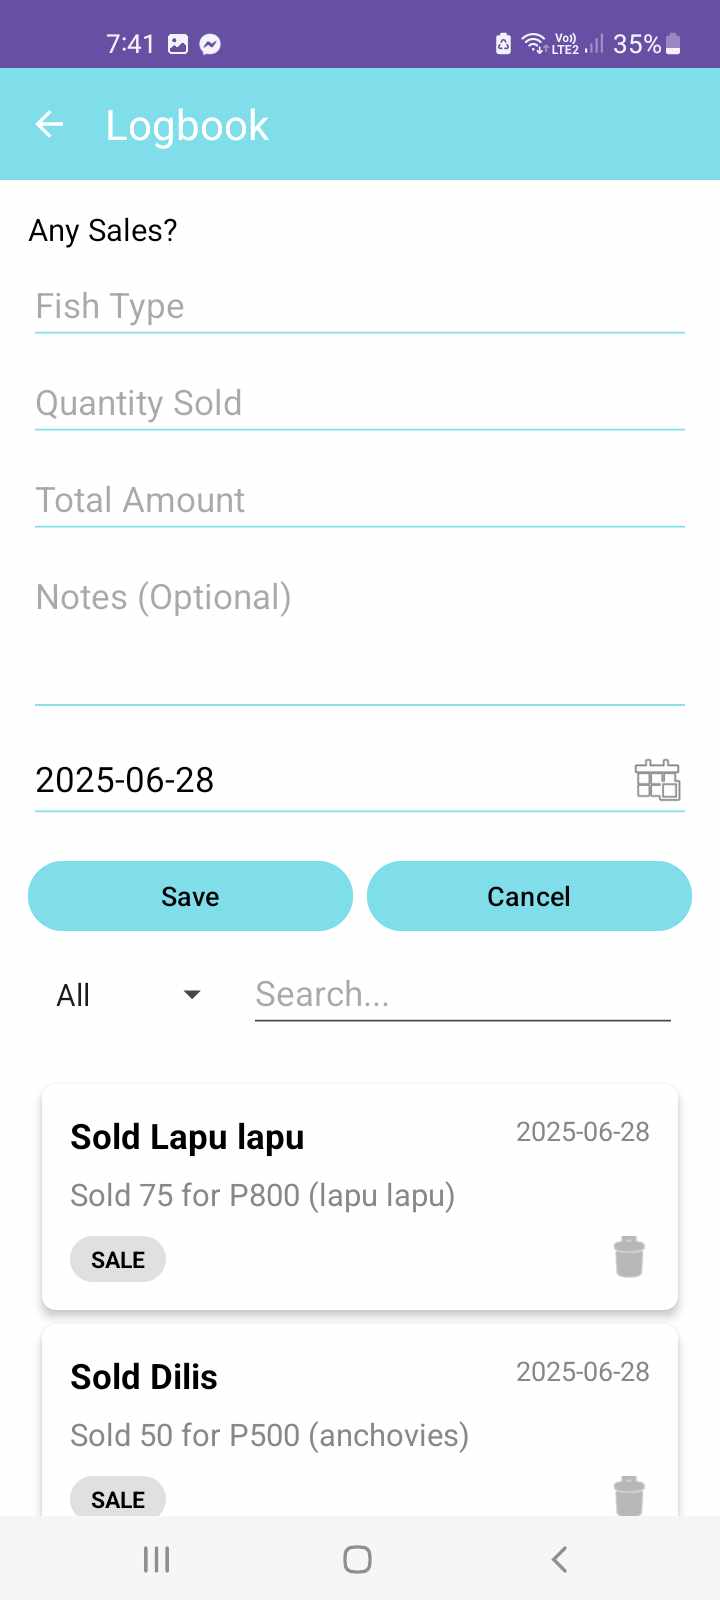 7:41 Vo)) LTE2 35%
Logbook
Any Sales?
Fish Type
Quantity Sold
Total Amount
Notes (Optional)
2025-06-28
Save Cancel
All Search...
Sold Lapu lapu 2025-06-28
Sold 75 for P800 (lapu lapu)
SALE
Sold Dilis 2025-06-28
Sold 50 for P500 (anchovies)
SALE